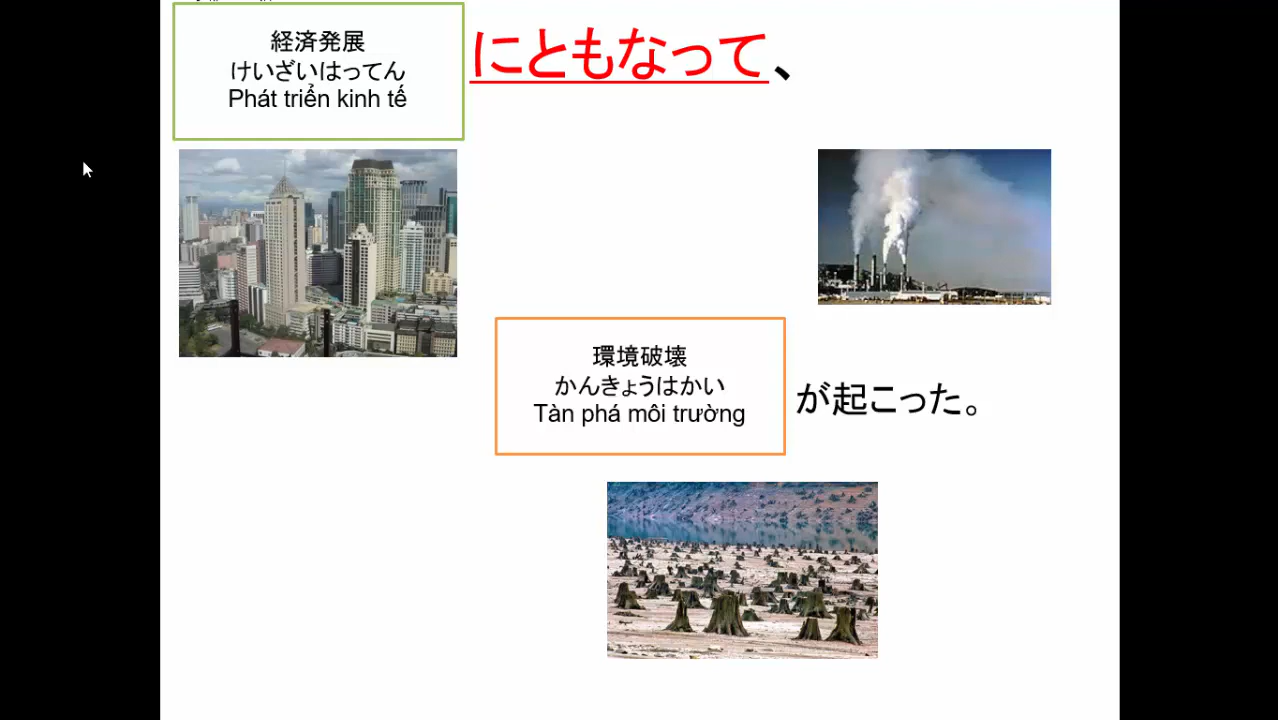 経済発展
けいざいはってん
Phát triển kinh tế
にともなって、
環境破壊
かんきょうはかい
Tàn phá môi trường
が起こった。